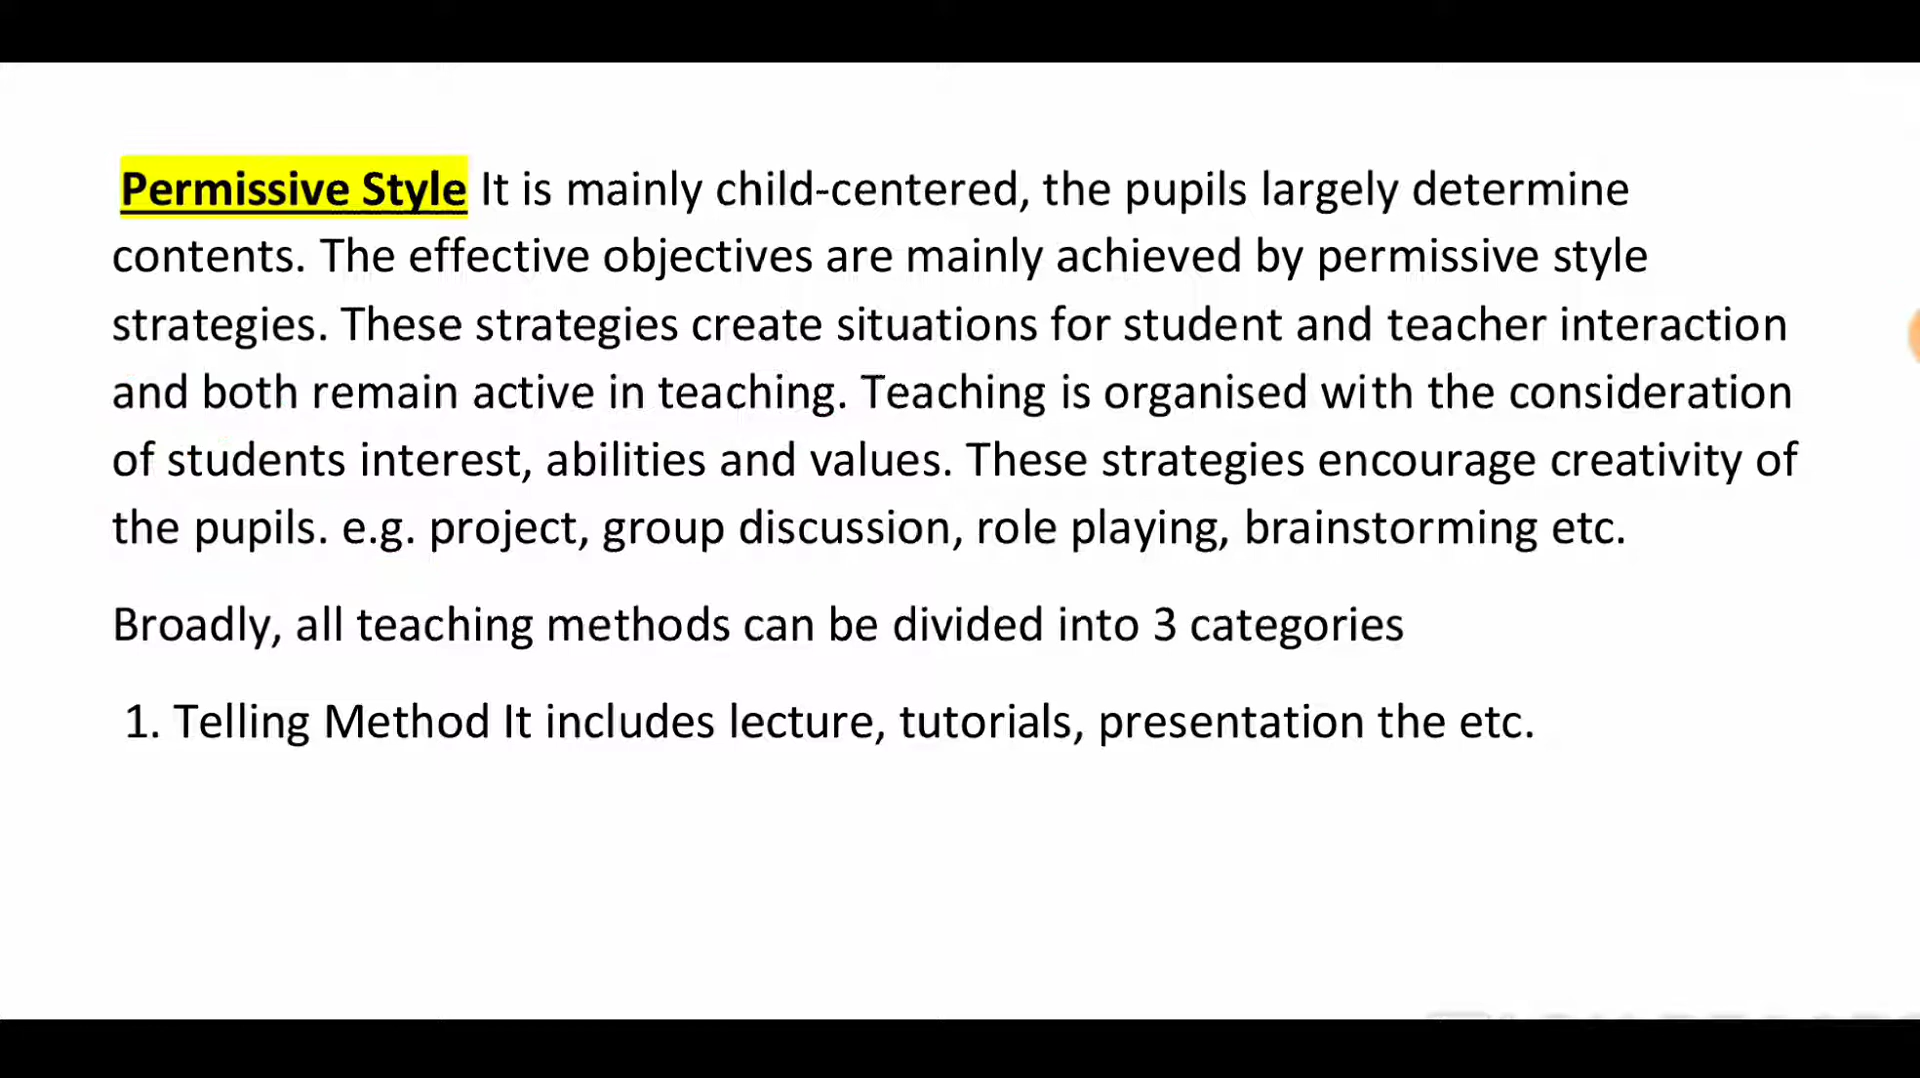 Permissive Style It is mainly child-centered, the pupils largely determine
contents. The effective objectives are mainly achieved by permissive style
strategies. These strategies create situations for student and teacher interaction
and both remain active in teaching. Teaching is organised with the consideration
of students interest, abilities and values. These strategies encourage creativity of
the pupils. e.g. project, group discussion, role playing, brainstorming etc.
Broadly, all teaching methods can be divided into 3 categories
1. Telling Method It includes lecture, tutorials, presentation the etc.